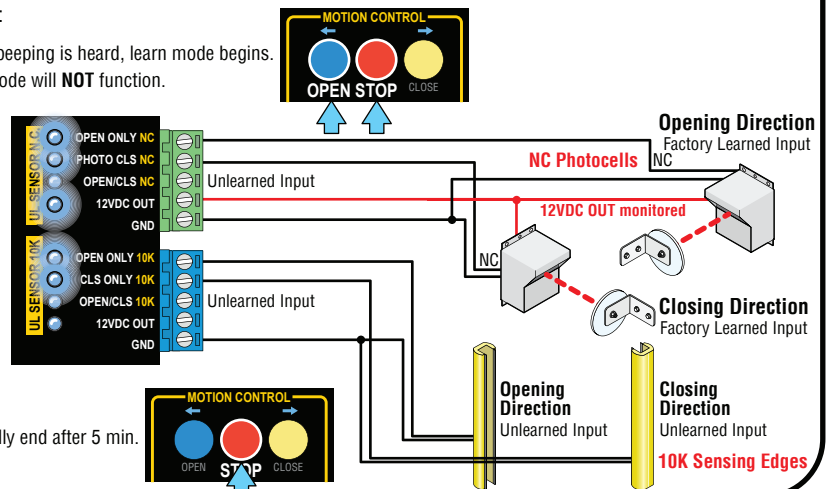 :
peeping is heard, learn mode begins.
ode will NOT function.
MOTION CONTROL
OPEN STOP CLOSE
UL SENSOR N.C.
OPEN ONLY NC
PHOTO CLS NC
OPEN/CLS NC
12VDC OUT
GND
Unlearned Input
UL SENSOR 10K
OPEN ONLY 10K
CLS ONLY 10K
OPEN/CLS 10K
12VDC OUT
GND
Unlearned Input
NC Photocells
NC
12VDC OUT monitored
NC
Opening Direction
Factory Learned Input
Closing Direction
Factory Learned Input
Opening
Direction
Unlearned Input
Closing
Direction
Unlearned Input
10K Sensing Edges
lly end after 5 min.
MOTION CONTROL
OPEN STOP CLOSE